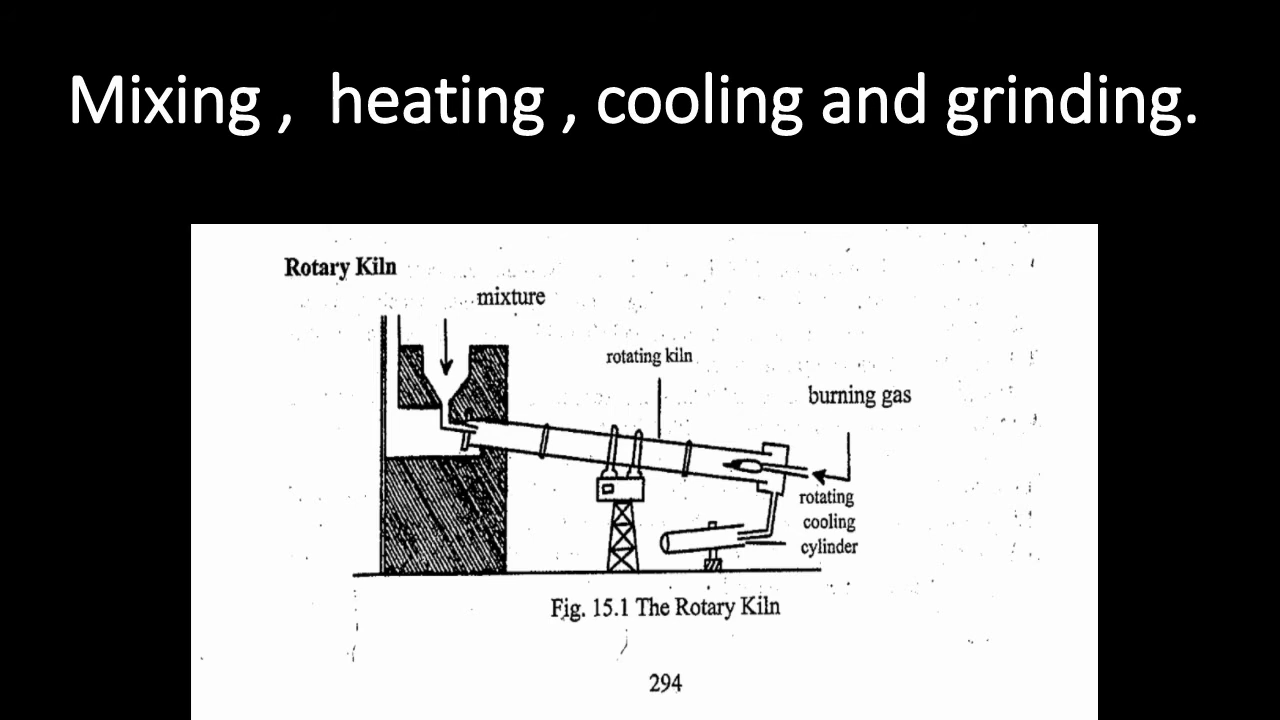 Mixing , heating , cooling and grinding.
Rotary Kiln
mixture
rotating kiln
burning gas
rotating
cooling
cylinder
Fig. 15.1 The Rotary Kiln
294